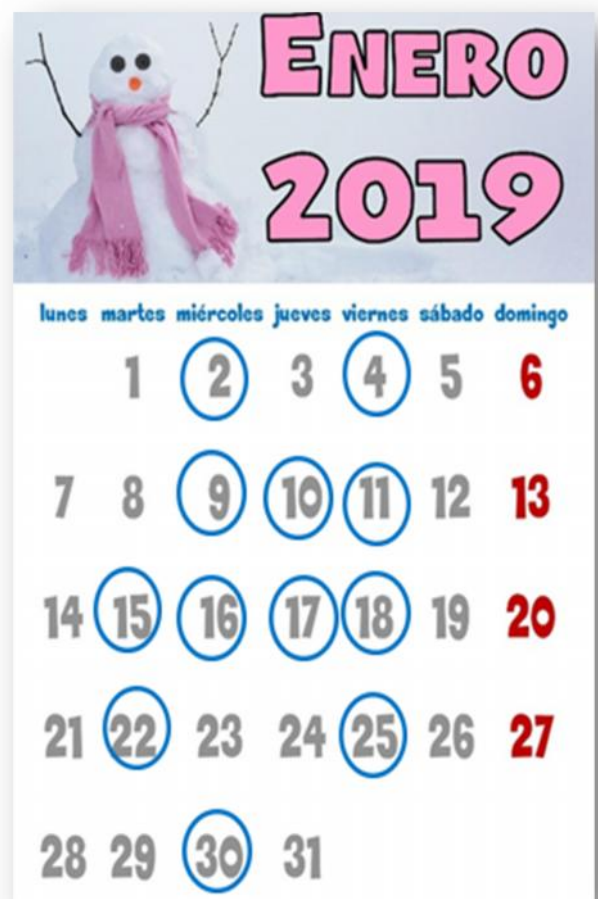 ENERO
2019
lunes martes miércoles jueves viernes sábado domingo
1 2 3 4 5 6
7 8 9 10 11 12 13
14 15 16 17 18 19 20
21 22 23 24 25 26 27
28 29 30 31